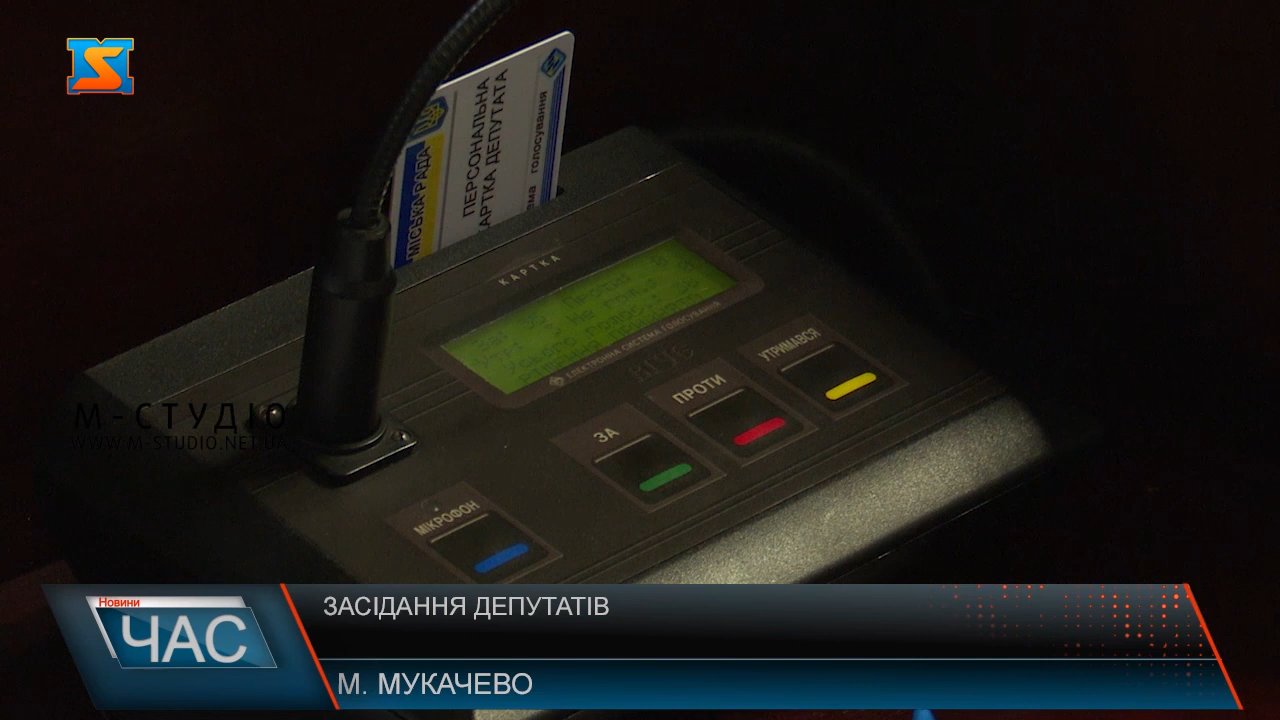 ПЕРСОНАЛЬНА
КАРТКА ДЕПУТАТА
МІСЬКА РАДА
голосування
КАРТКА
ЕЛЕКТРОННА СИСТЕМА ГОЛОСУВАННЯ
ЗА
ПРОТИ
УТРИМАВСЯ
МІКРОФОН
М-СТУДІО
WWW.M-STUDIO.NET.UA
Новини
ЧАС
ЗАСІДАННЯ ДЕПУТАТІВ
М. МУКАЧЕВО